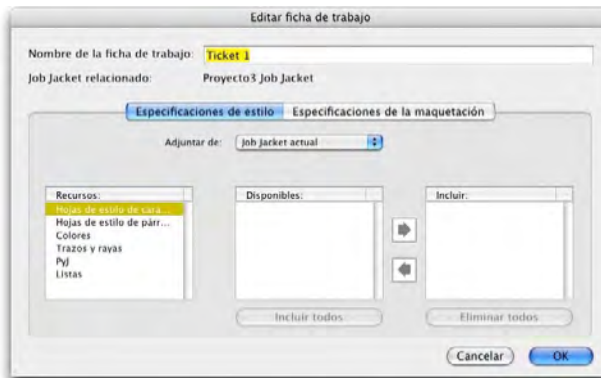 Editar ficha de trabajo
Nombre de la ficha de trabajo: Ticket 1
Job Jacket relacionado: Proyecto3 Job Jacket
Especificaciones de estilo Especificaciones de la maquetación
Adjuntar de: Job Jacket actual
Recursos: Disponibles: Incluir:
Hojas de estilo de cara...
Hojas de estilo de párr...
Colores
Trazos y rayas
PyJ
Listas
Incluir todos Eliminar todos
Cancelar OK